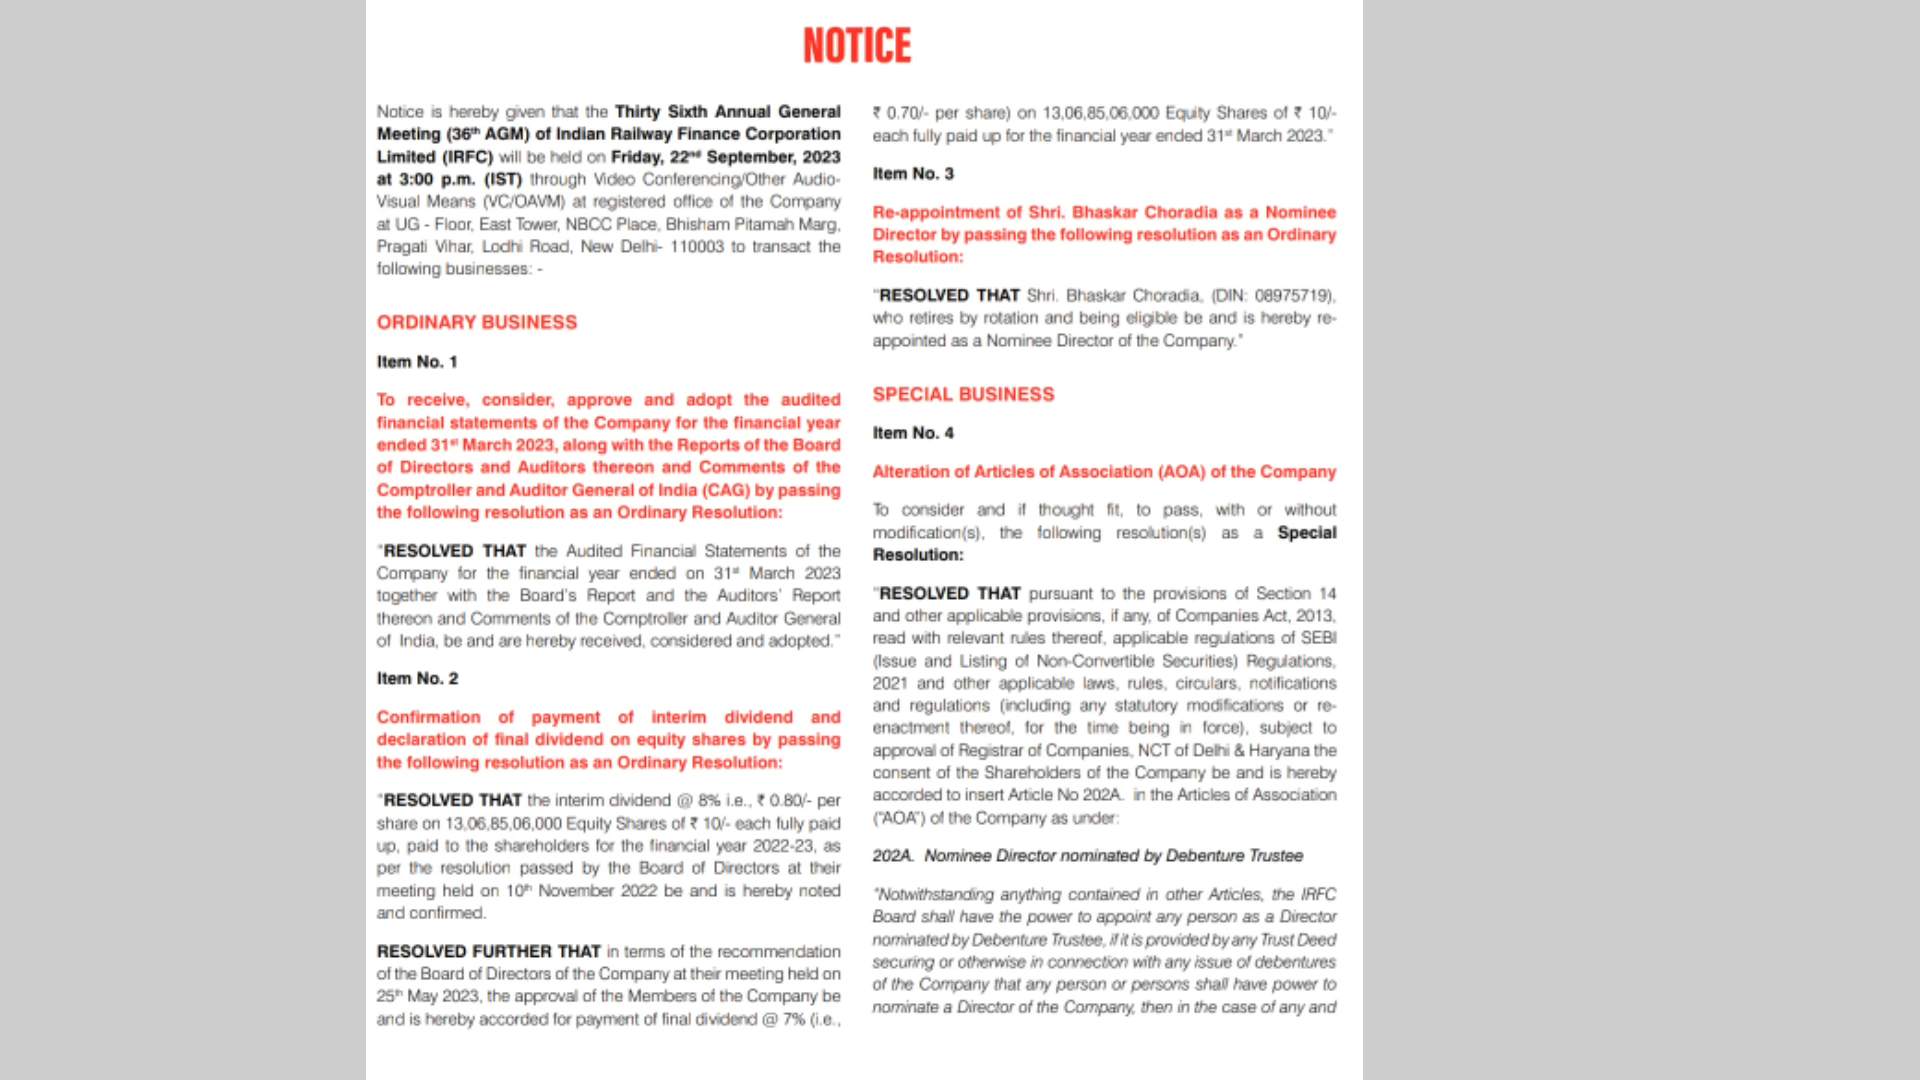 NOTICE
Notice is hereby given that the Thirty Sixth Annual General
Meeting (36th AGM) of Indian Railway Finance Corporation
Limited (IRFC) will be held on Friday, 22nd September, 2023
at 3:00 p.m. (IST) through Video Conferencing/Other Audio-
Visual Means (VC/OAVM) at registered office of the Company
at UG - Floor, East Tower, NBCC Place, Bhisham Pitamah Marg,
Pragati Vihar, Lodhi Road, New Delhi- 110003 to transact the
following businesses: -
ORDINARY BUSINESS
Item No. 1
To receive, consider, approve and adopt the audited
financial statements of the Company for the financial year
ended 31st March 2023, along with the Reports of the Board
of Directors and Auditors thereon and Comments of the
Comptroller and Auditor General of India (CAG) by passing
the following resolution as an Ordinary Resolution:
"RESOLVED THAT the Audited Financial Statements of the
Company for the financial year ended on 31st March 2023
together with the Board's Report and the Auditors' Report
thereon and Comments of the Comptroller and Auditor General
of India, be and are hereby received, considered and adopted."
Item No. 2
Confirmation of payment of interim dividend and
declaration of final dividend on equity shares by passing
the following resolution as an Ordinary Resolution:
"RESOLVED THAT the interim dividend @ 8% i.e., ₹ 0.80/- per
share on 13,06,85,06,000 Equity Shares of ₹ 10/- each fully paid
up, paid to the shareholders for the financial year 2022-23, as
per the resolution passed by the Board of Directors at their
meeting held on 10th November 2022 be and is hereby noted
and confirmed.
RESOLVED FURTHER THAT in terms of the recommendation
of the Board of Directors of the Company at their meeting held on
25th May 2023, the approval of the Members of the Company be
and is hereby accorded for payment of final dividend @ 7% (i.e.,
₹ 0.70/- per share) on 13,06,85,06,000 Equity Shares of ₹ 10/-
each fully paid up for the financial year ended 31st March 2023."
Item No. 3
Re-appointment of Shri. Bhaskar Choradia as a Nominee
Director by passing the following resolution as an Ordinary
Resolution:
"RESOLVED THAT Shri. Bhaskar Choradia, (DIN: 08975719),
who retires by rotation and being eligible be and is hereby re-
appointed as a Nominee Director of the Company."
SPECIAL BUSINESS
Item No. 4
Alteration of Articles of Association (AOA) of the Company
To consider and if thought fit, to pass, with or without
modification(s), the following resolution(s) as a Special
Resolution:
"RESOLVED THAT pursuant to the provisions of Section 14
and other applicable provisions, if any, of Companies Act, 2013,
read with relevant rules thereof, applicable regulations of SEBI
(Issue and Listing of Non-Convertible Securities) Regulations,
2021 and other applicable laws, rules, circulars, notifications
and regulations (including any statutory modifications or re-
enactment thereof, for the time being in force), subject to
approval of Registrar of Companies, NCT of Delhi & Haryana the
consent of the Shareholders of the Company be and is hereby
accorded to insert Article No 202A. in the Articles of Association
("AOA") of the Company as under:
202A. Nominee Director nominated by Debenture Trustee
"Notwithstanding anything contained in other Articles, the IRFC
Board shall have the power to appoint any person as a Director
nominated by Debenture Trustee, if it is provided by any Trust Deed
securing or otherwise in connection with any issue of debentures
of the Company that any person or persons shall have power to
nominate a Director of the Company, then in the case of any and